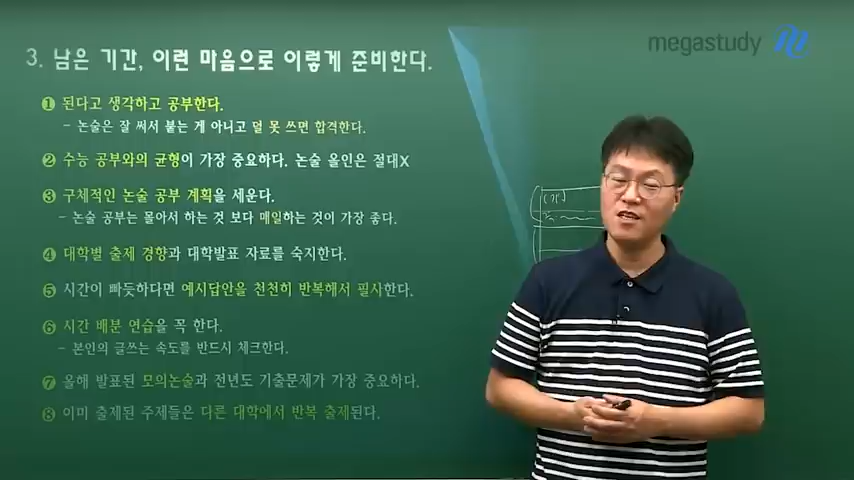 megastudy
3. 남은 기간, 이런 마음으로 이렇게 준비한다.
❶ 된다고 생각하고 공부한다.
- 논술은 잘 써서 붙는 게 아니고 덜 못 쓰면 합격한다.
❷ 수능 공부와의 균형이 가장 중요하다. 논술 올인은 절대X
❸ 구체적인 논술 공부 계획을 세운다.
- 논술 공부는 몰아서 하는 것 보다 매일하는 것이 가장 좋다.
❹ 대학별 출제 경향과 대학발표 자료를 숙지한다.
❺ 시간이 빠듯하다면 예시답안을 천천히 반복해서 필사한다.
❻ 시간 배분 연습을 꼭 한다.
- 본인의 글쓰는 속도를 반드시 체크한다.
❼ 올해 발표된 모의논술과 전년도 기출문제가 가장 중요하다.
❽ 이미 출제된 주제들은 다른 대학에서 반복 출제된다.